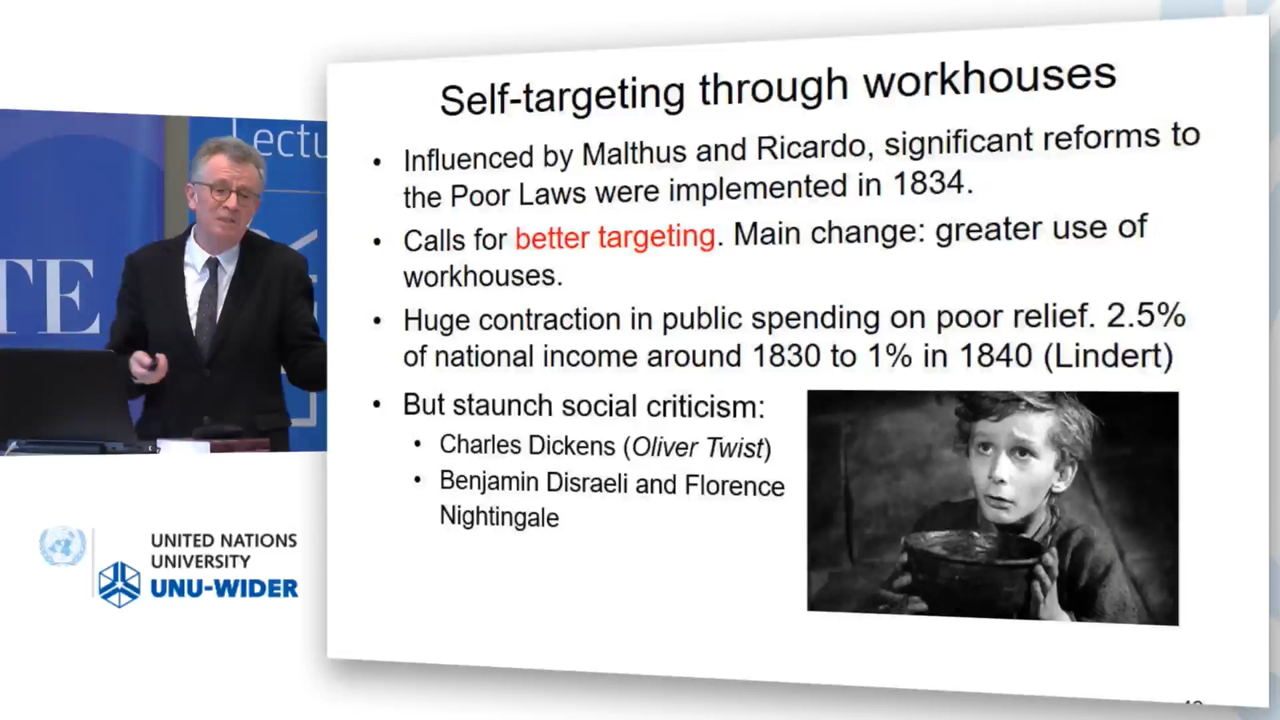 Lectu
TE
UNITED NATIONS
UNIVERSITY
UNU-WIDER
Self-targeting through workhouses
• Influenced by Malthus and Ricardo, significant reforms to
the Poor Laws were implemented in 1834.
• Calls for better targeting. Main change: greater use of
workhouses.
• Huge contraction in public spending on poor relief. 2.5%
of national income around 1830 to 1% in 1840 (Lindert)
• But staunch social criticism:
• Charles Dickens (Oliver Twist)
• Benjamin Disraeli and Florence
Nightingale